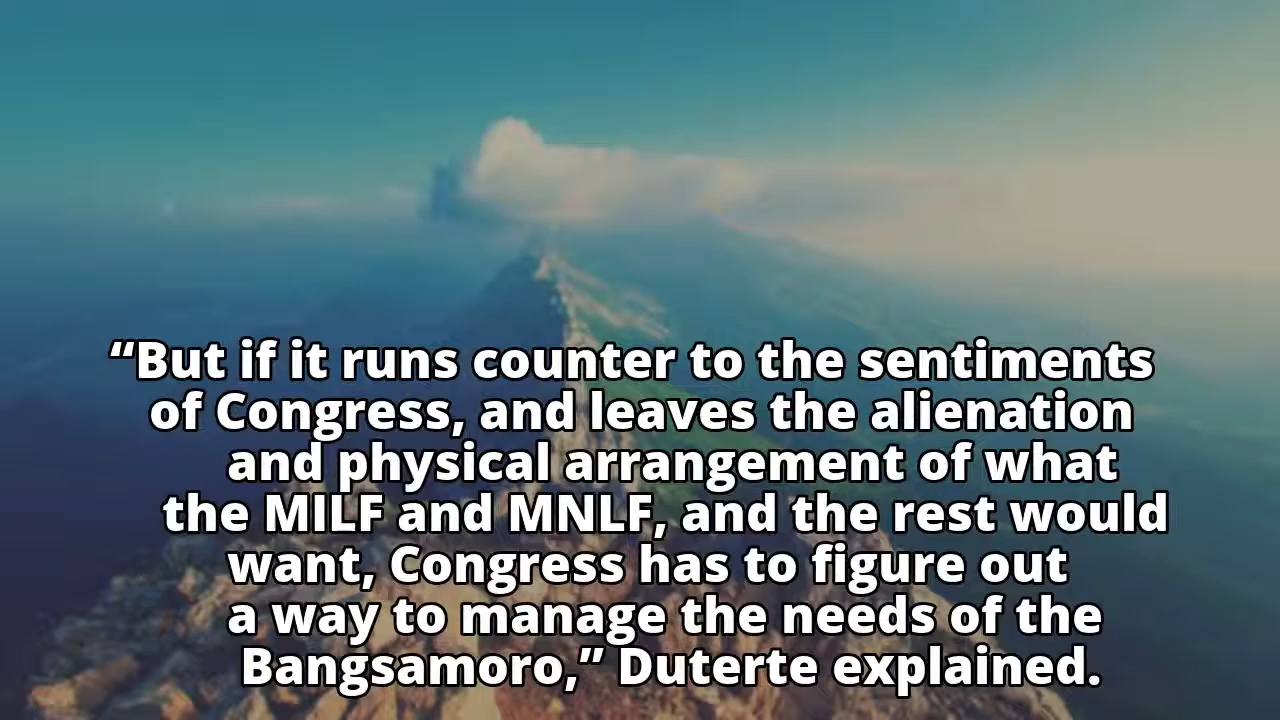 “But if it runs counter to the sentiments
of Congress, and leaves the alienation
and physical arrangement of what
the MILF and MNLF, and the rest would
want, Congress has to figure out
a way to manage the needs of the
Bangsamoro,” Duterte explained.